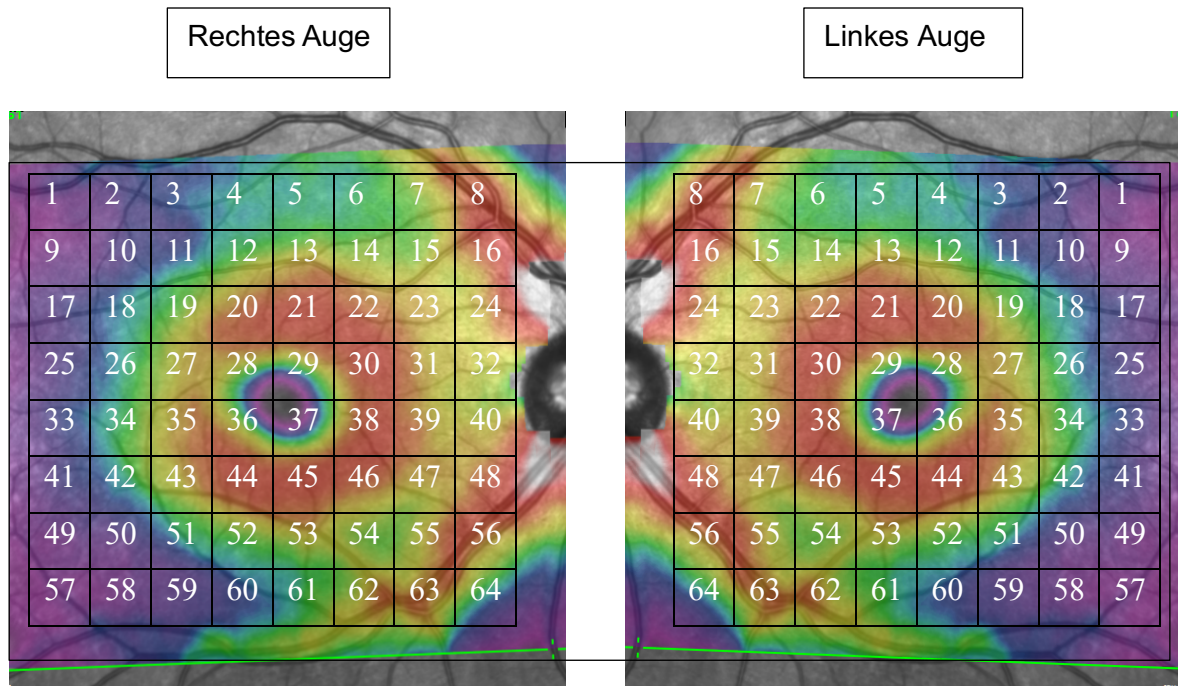 Rechtes Auge
Linkes Auge
1 2 3 4 5 6 7 8
9 10 11 12 13 14 15 16
17 18 19 20 21 22 23 24
25 26 27 28 29 30 31 32
33 34 35 36 37 38 39 40
41 42 43 44 45 46 47 48
49 50 51 52 53 54 55 56
57 58 59 60 61 62 63 64
8 7 6 5 4 3 2 1
16 15 14 13 12 11 10 9
24 23 22 21 20 19 18 17
32 31 30 29 28 27 26 25
40 39 38 37 36 35 34 33
48 47 46 45 44 43 42 41
56 55 54 53 52 51 50 49
64 63 62 61 60 59 58 57